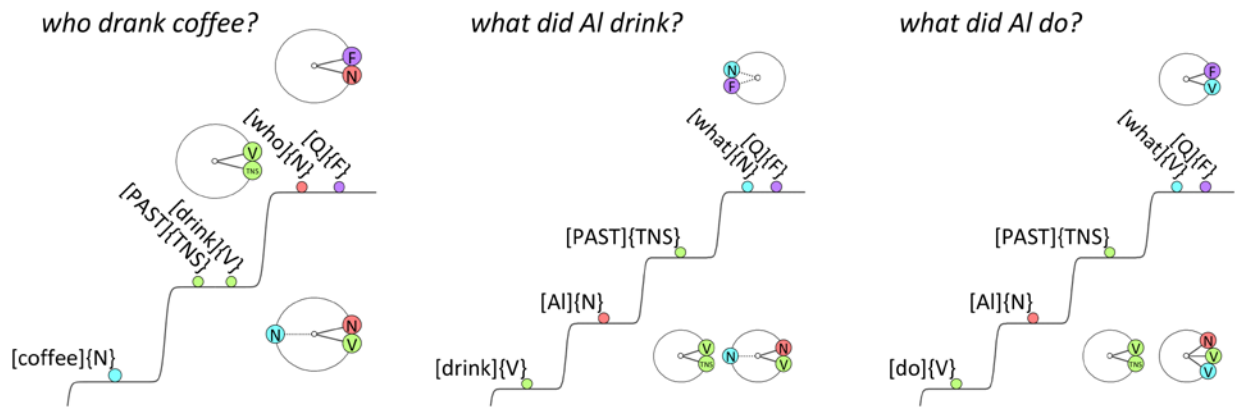 who drank coffee?
F
N
[who]{N}
[Q]{F}
V
TNS
[PAST]{TNS}
[drink]{V}
N
N
V
[coffee]{N}
what did Al drink?
N
F
[what]{N}
[Q]{F}
[PAST]{TNS}
[Al]{N}
V
TNS
N
N
V
[drink]{V}
what did Al do?
F
V
[what]{V}
[Q]{F}
[PAST]{TNS}
[Al]{N}
V
TNS
N
V
V
[do]{V}